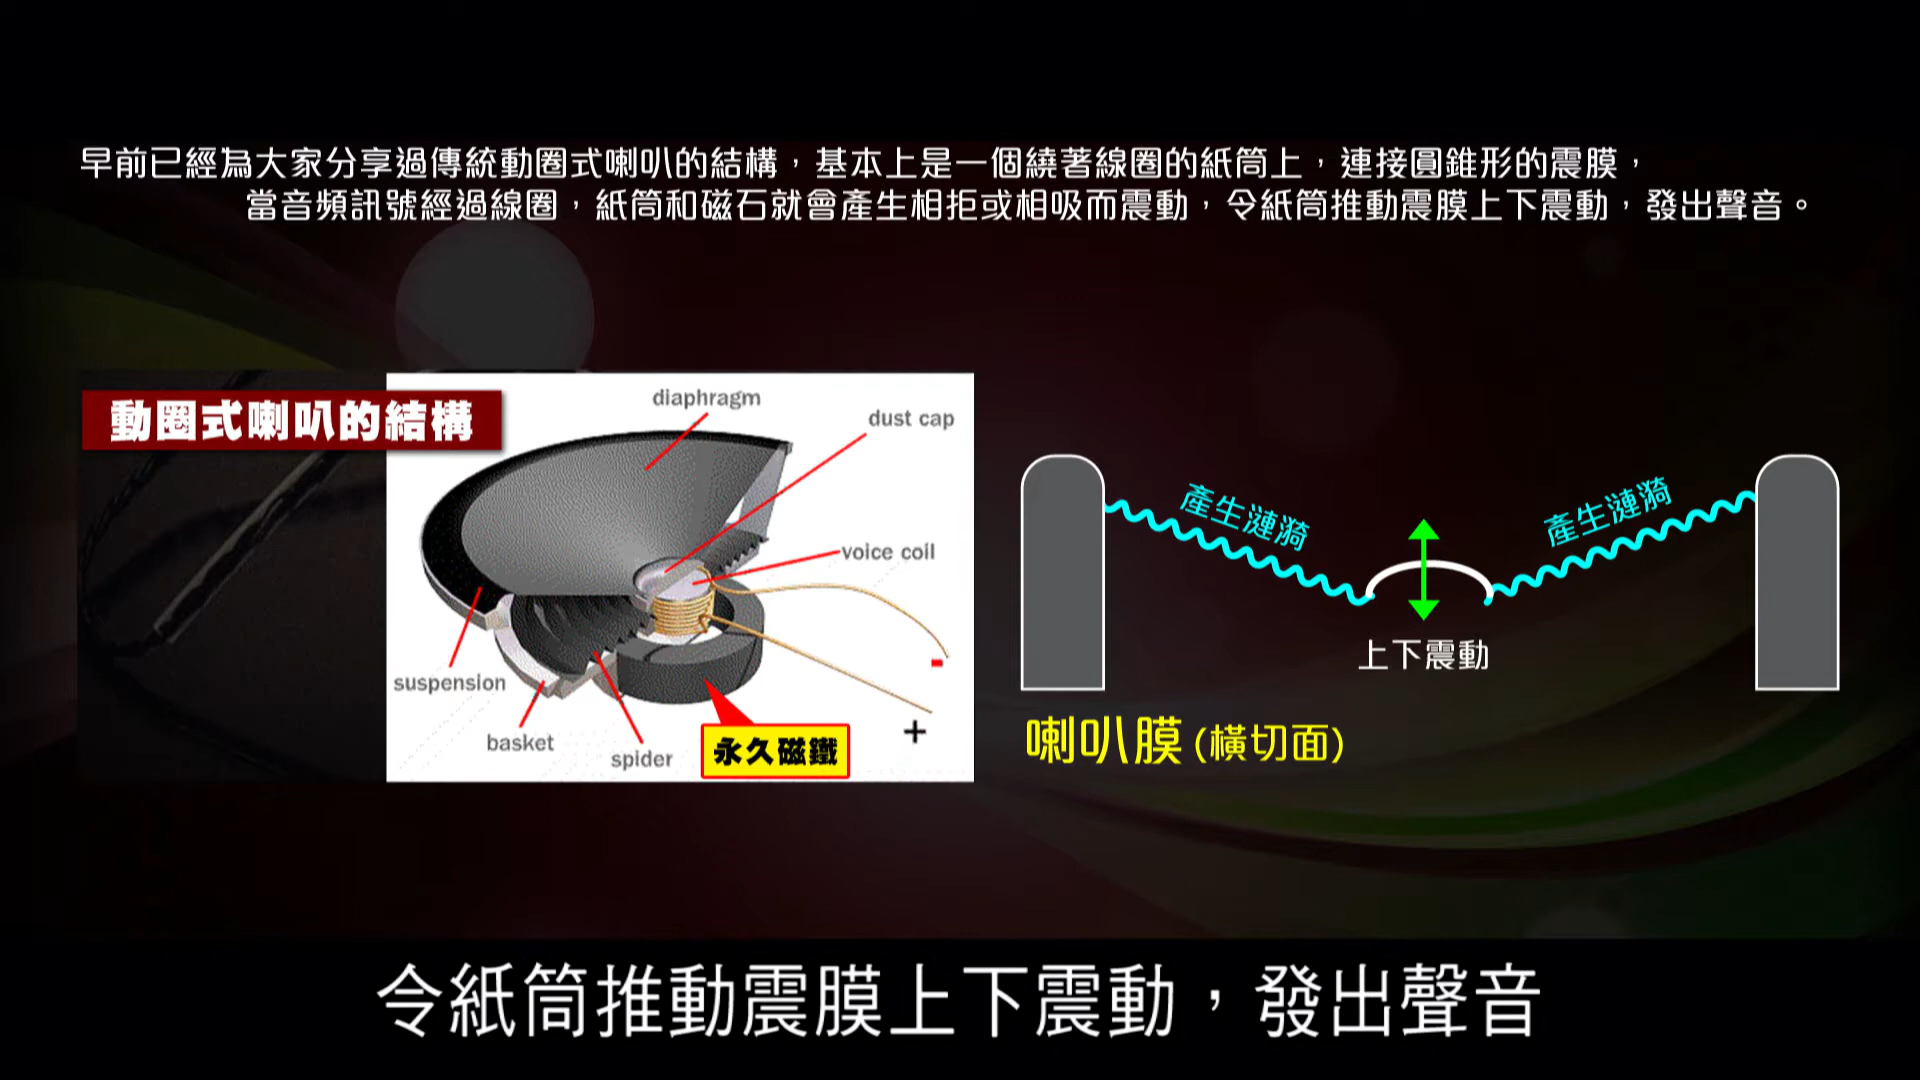 早前已經為大家分享過傳統動圈式喇叭的結構，基本上是一個繞著線圈的紙筒上，連接圓錐形的震膜，
當音頻訊號經過線圈，紙筒和磁石就會產生相拒或相吸而震動，令紙筒推動震膜上下震動，發出聲音。
動圈式喇叭的結構
diaphragm
dust cap
voice coil
suspension
basket
spider
永久磁鐵
-
+
產生漣漪
產生漣漪
上下震動
喇叭膜 (橫切面)
令紙筒推動震膜上下震動，發出聲音